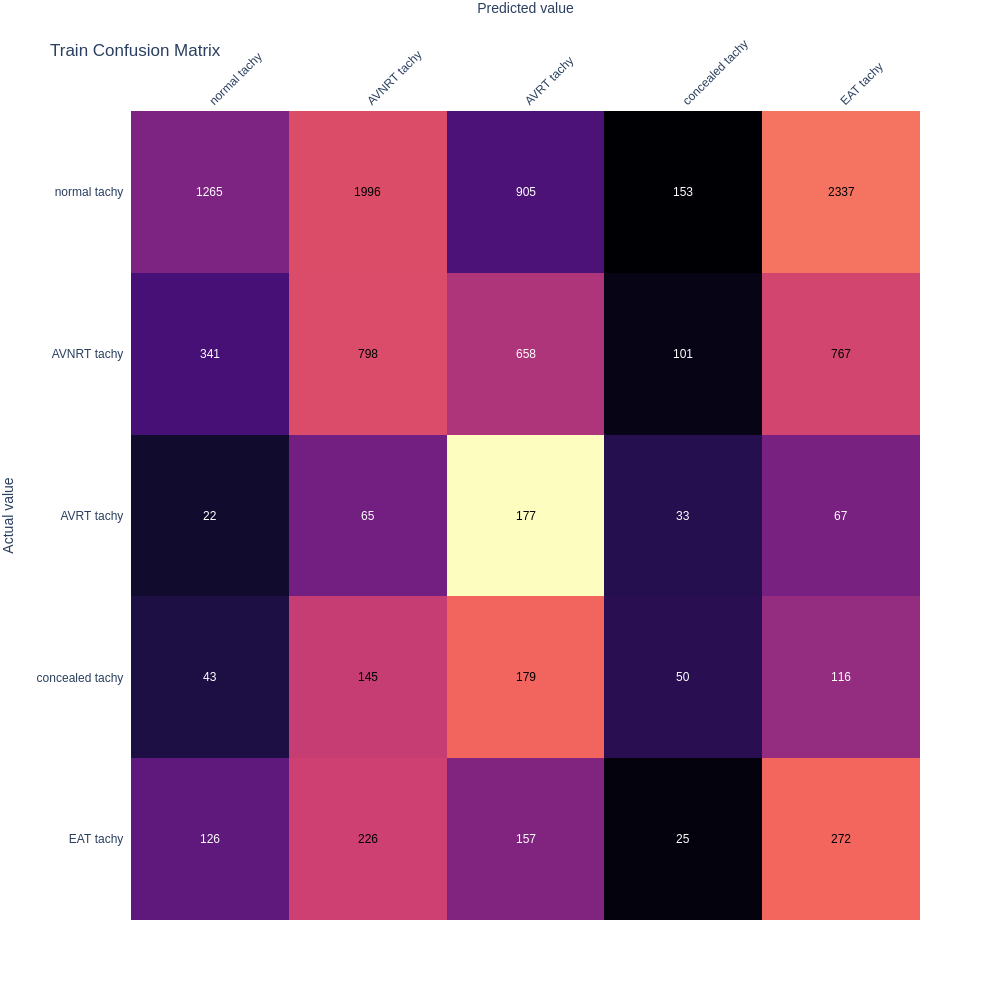 Predicted value
Train Confusion Matrix
normal tachy
AVNRT tachy
AVRT tachy
concealed tachy
EAT tachy
normal tachy 1265 1996 905 153 2337
AVNRT tachy 341 798 658 101 767
Actual value
AVRT tachy 22 65 177 33 67
concealed tachy 43 145 179 50 116
EAT tachy 126 226 157 25 272